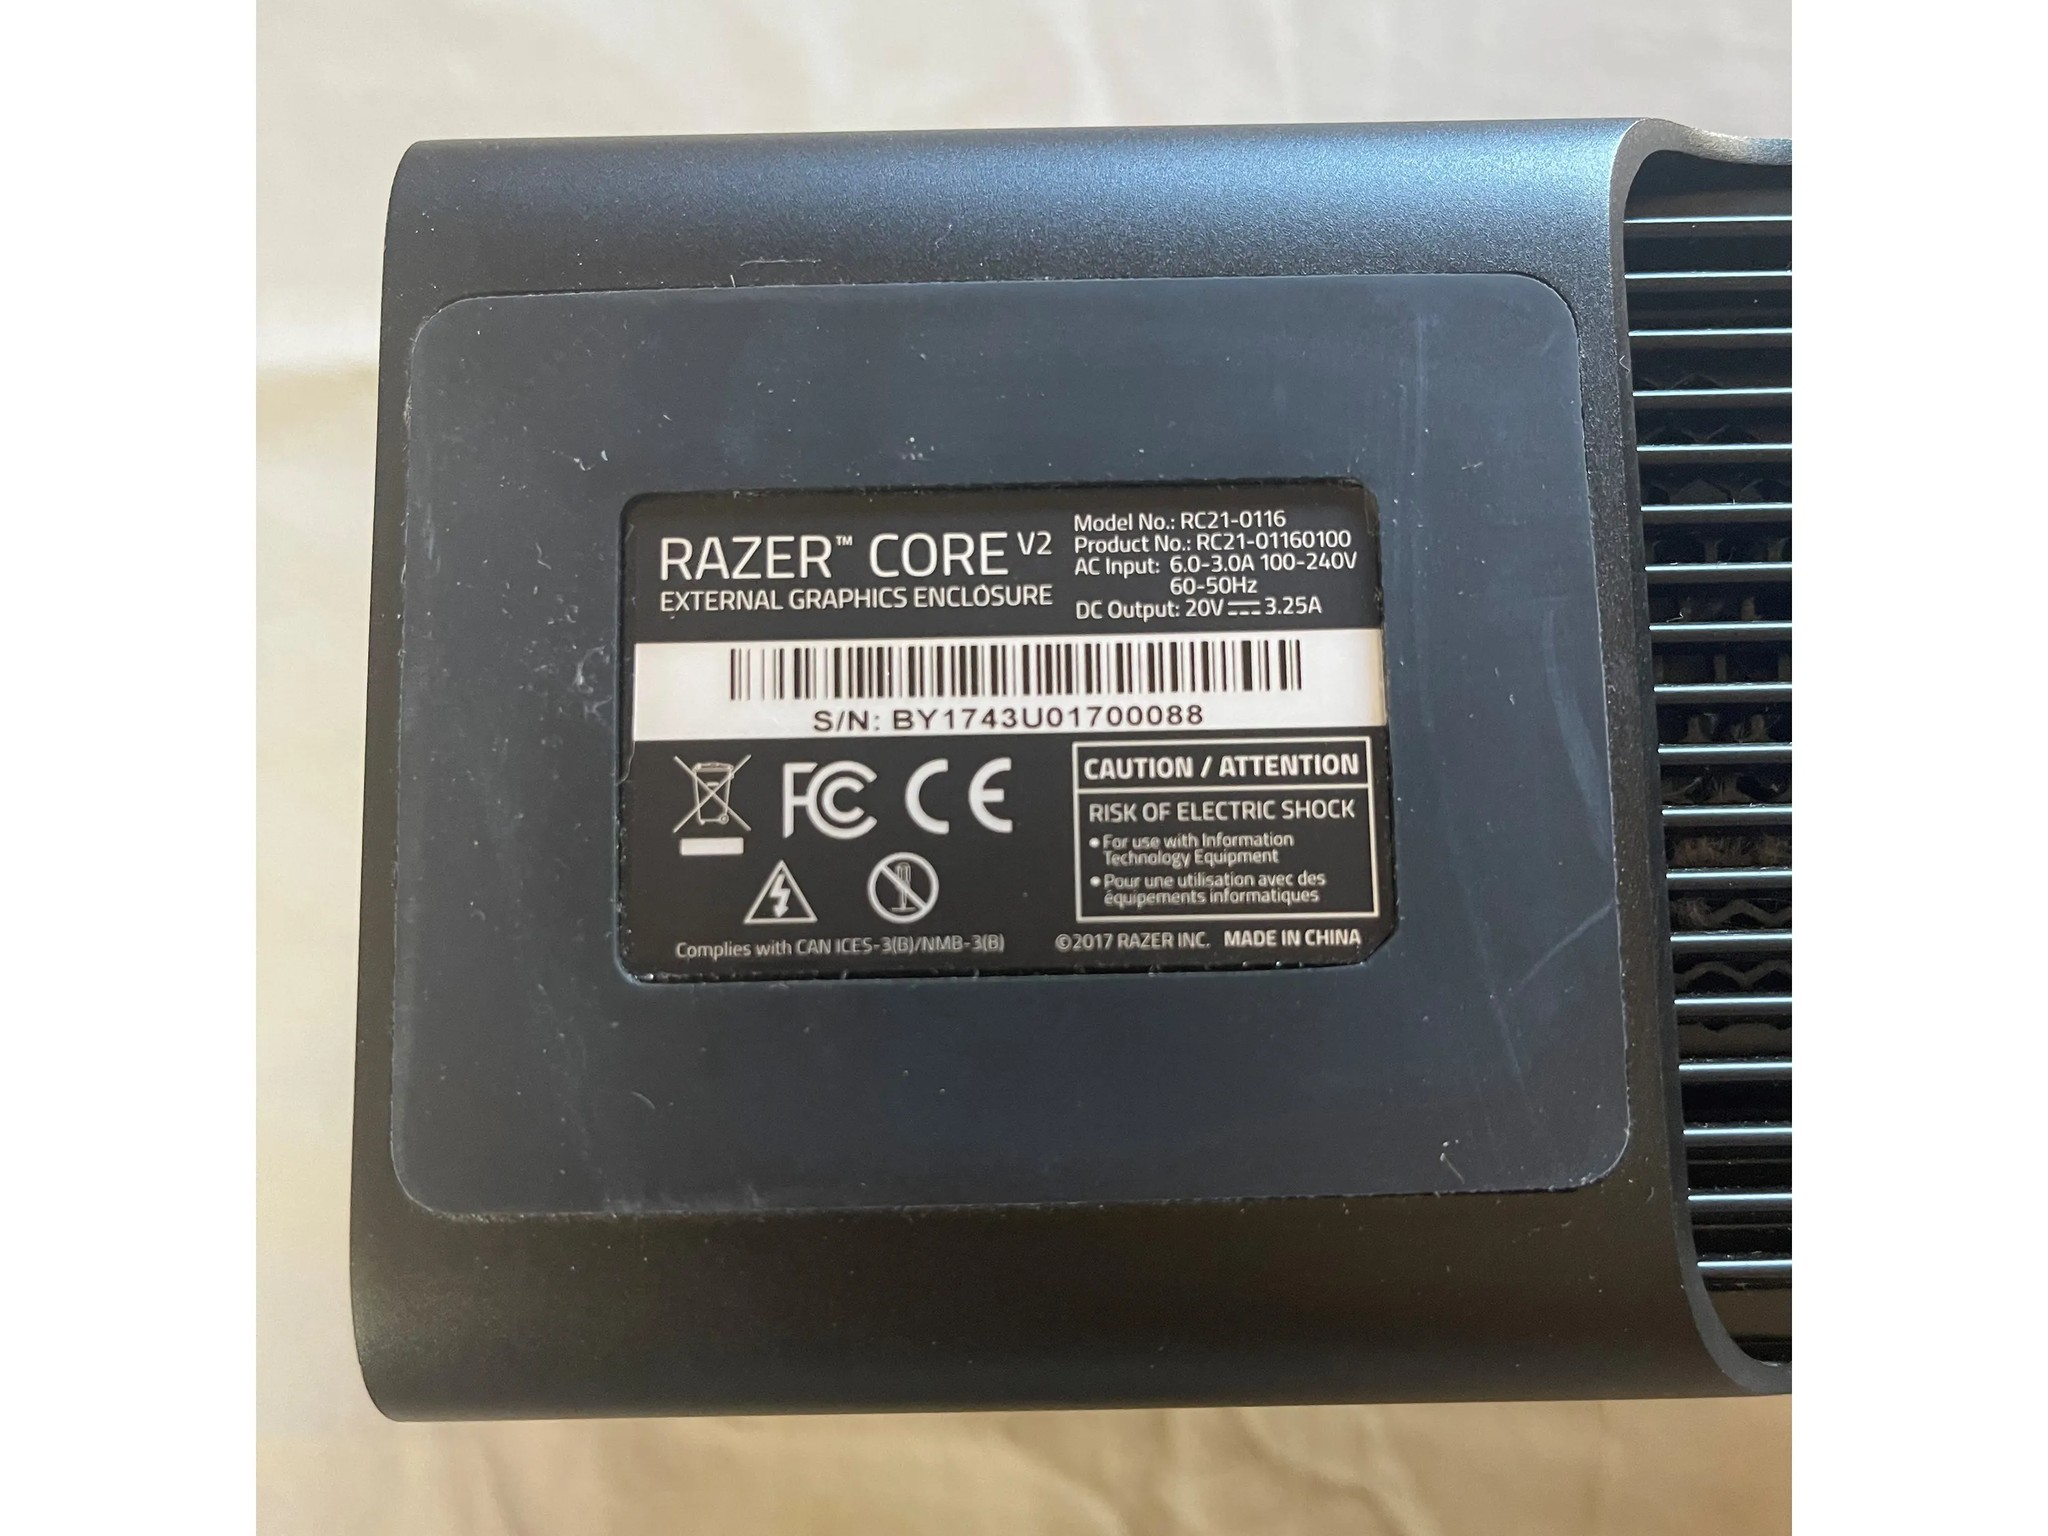 RAZER™ CORE V2
EXTERNAL GRAPHICS ENCLOSURE
Model No.: RC21-0116
Product No.: RC21-01160100
AC Input: 6.0-3.0A 100-240V
60-50Hz
DC Output: 20V⎓3.25A
S/N: BY1743U01700088
FC CE
CAUTION / ATTENTION
RISK OF ELECTRIC SHOCK
• For use with Information
Technology Equipment
• Pour une utilisation avec des
équipements informatiques
Complies with CAN ICES-3(B)/NMB-3(B)
©2017 RAZER INC. MADE IN CHINA